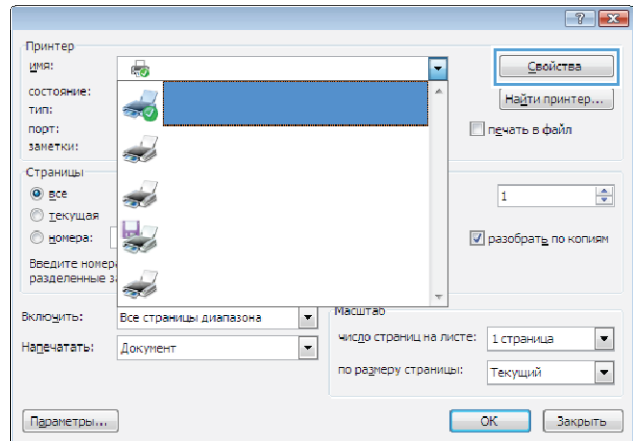 Принтер
имя:
Свойства
состояние:
Найти принтер...
тип:
порт:
печать в файл
заметки:
Страницы
все
1
текущая
номера:
разобрать по копиям
Введите
разделенные
Включить:
Все страницы диапазона
Масштаб
число страниц на листе:
1 страница
Напечатать:
Документ
по размеру страницы:
Текущий
Параметры...
ОК
Закрыть